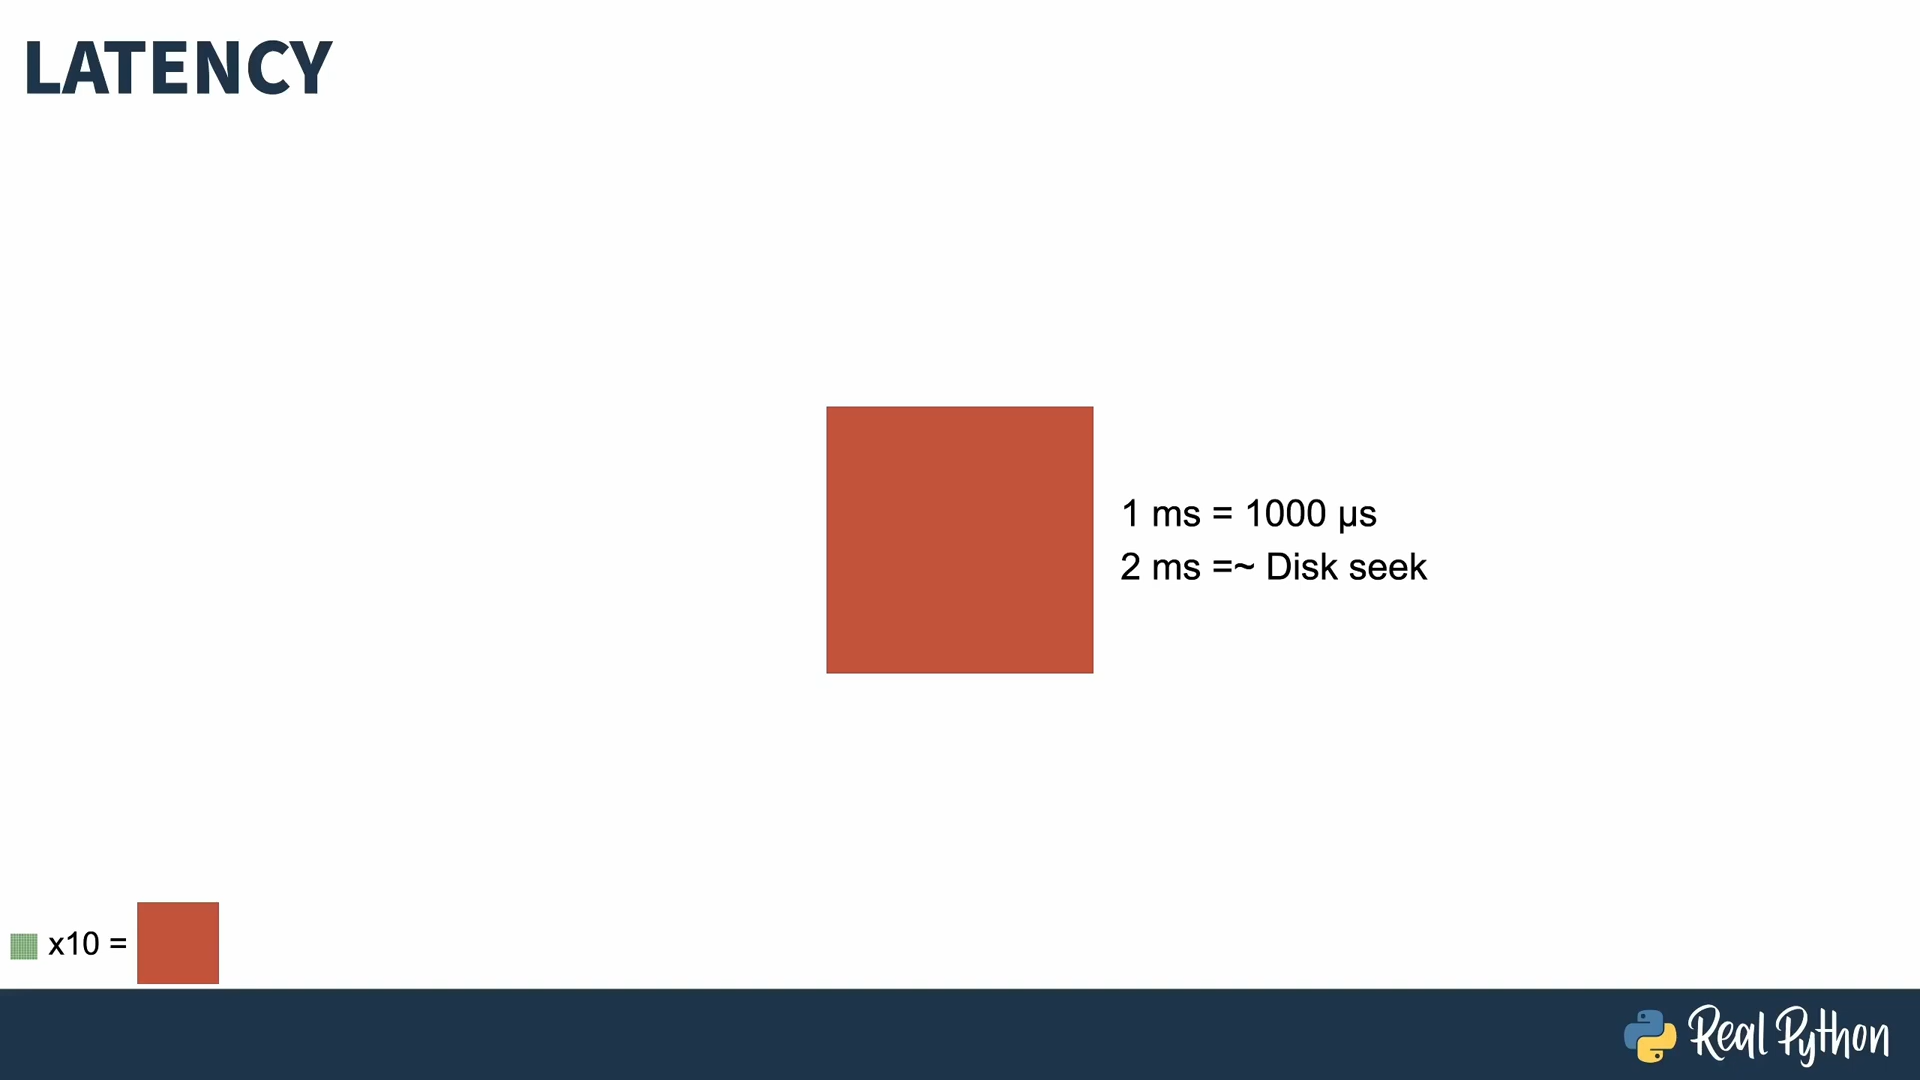 LATENCY
1 ms = 1000 μs
2 ms =~ Disk seek
x10 =
Real Python